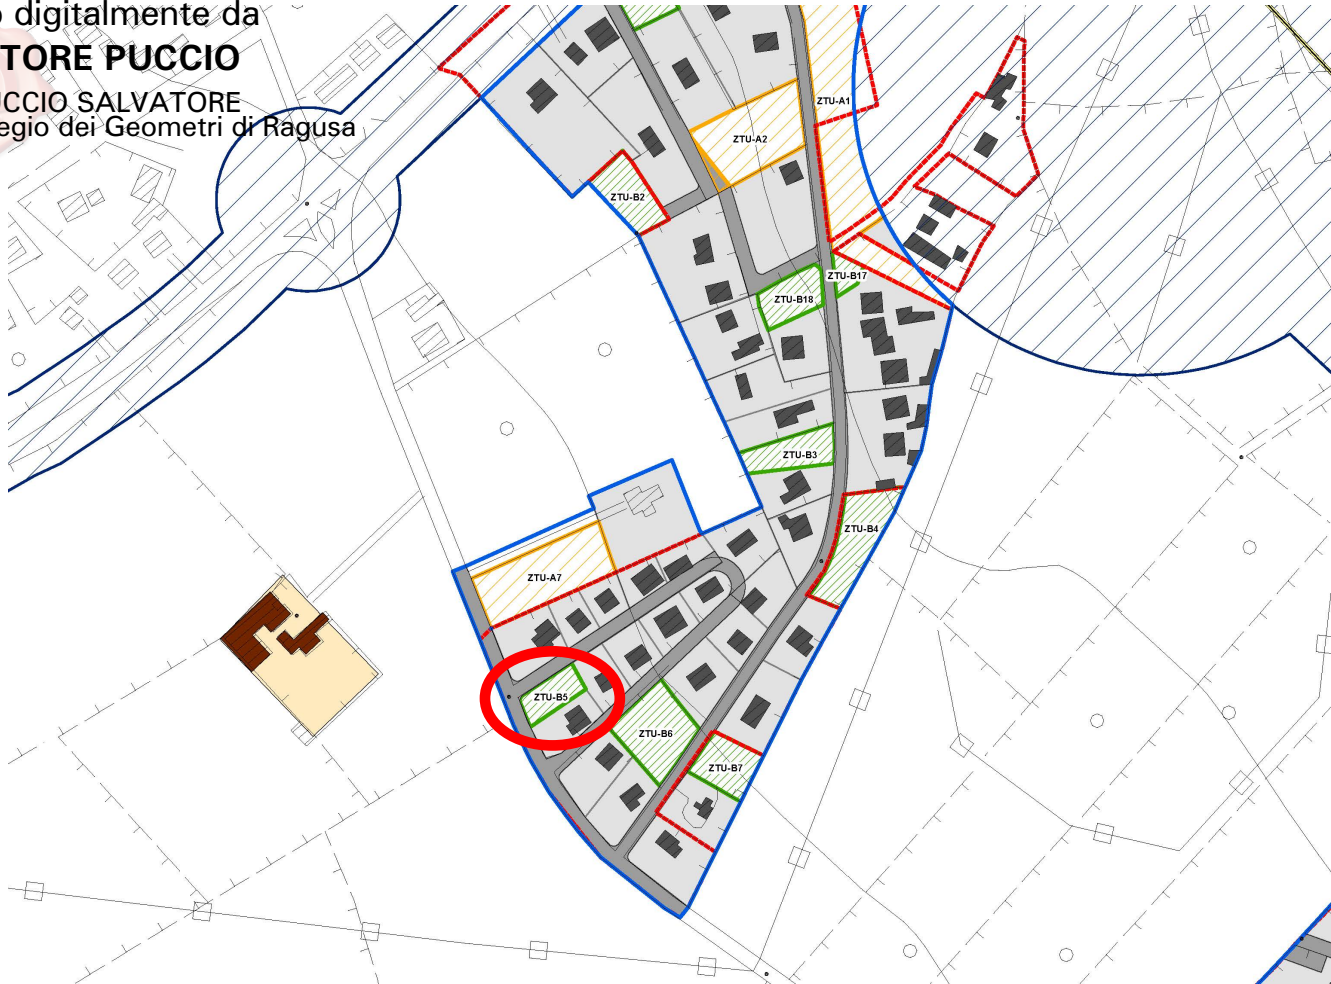 o digitalmente da
TORE PUCCIO
UCCIO SALVATORE
egio dei Geometri di Ragusa
ZTU-A1
ZTU-A2
ZTU-B2
ZTU-B17
ZTU-B18
ZTU-B3
ZTU-B4
ZTU-A7
ZTU-B5
ZTU-B6
ZTU-B7